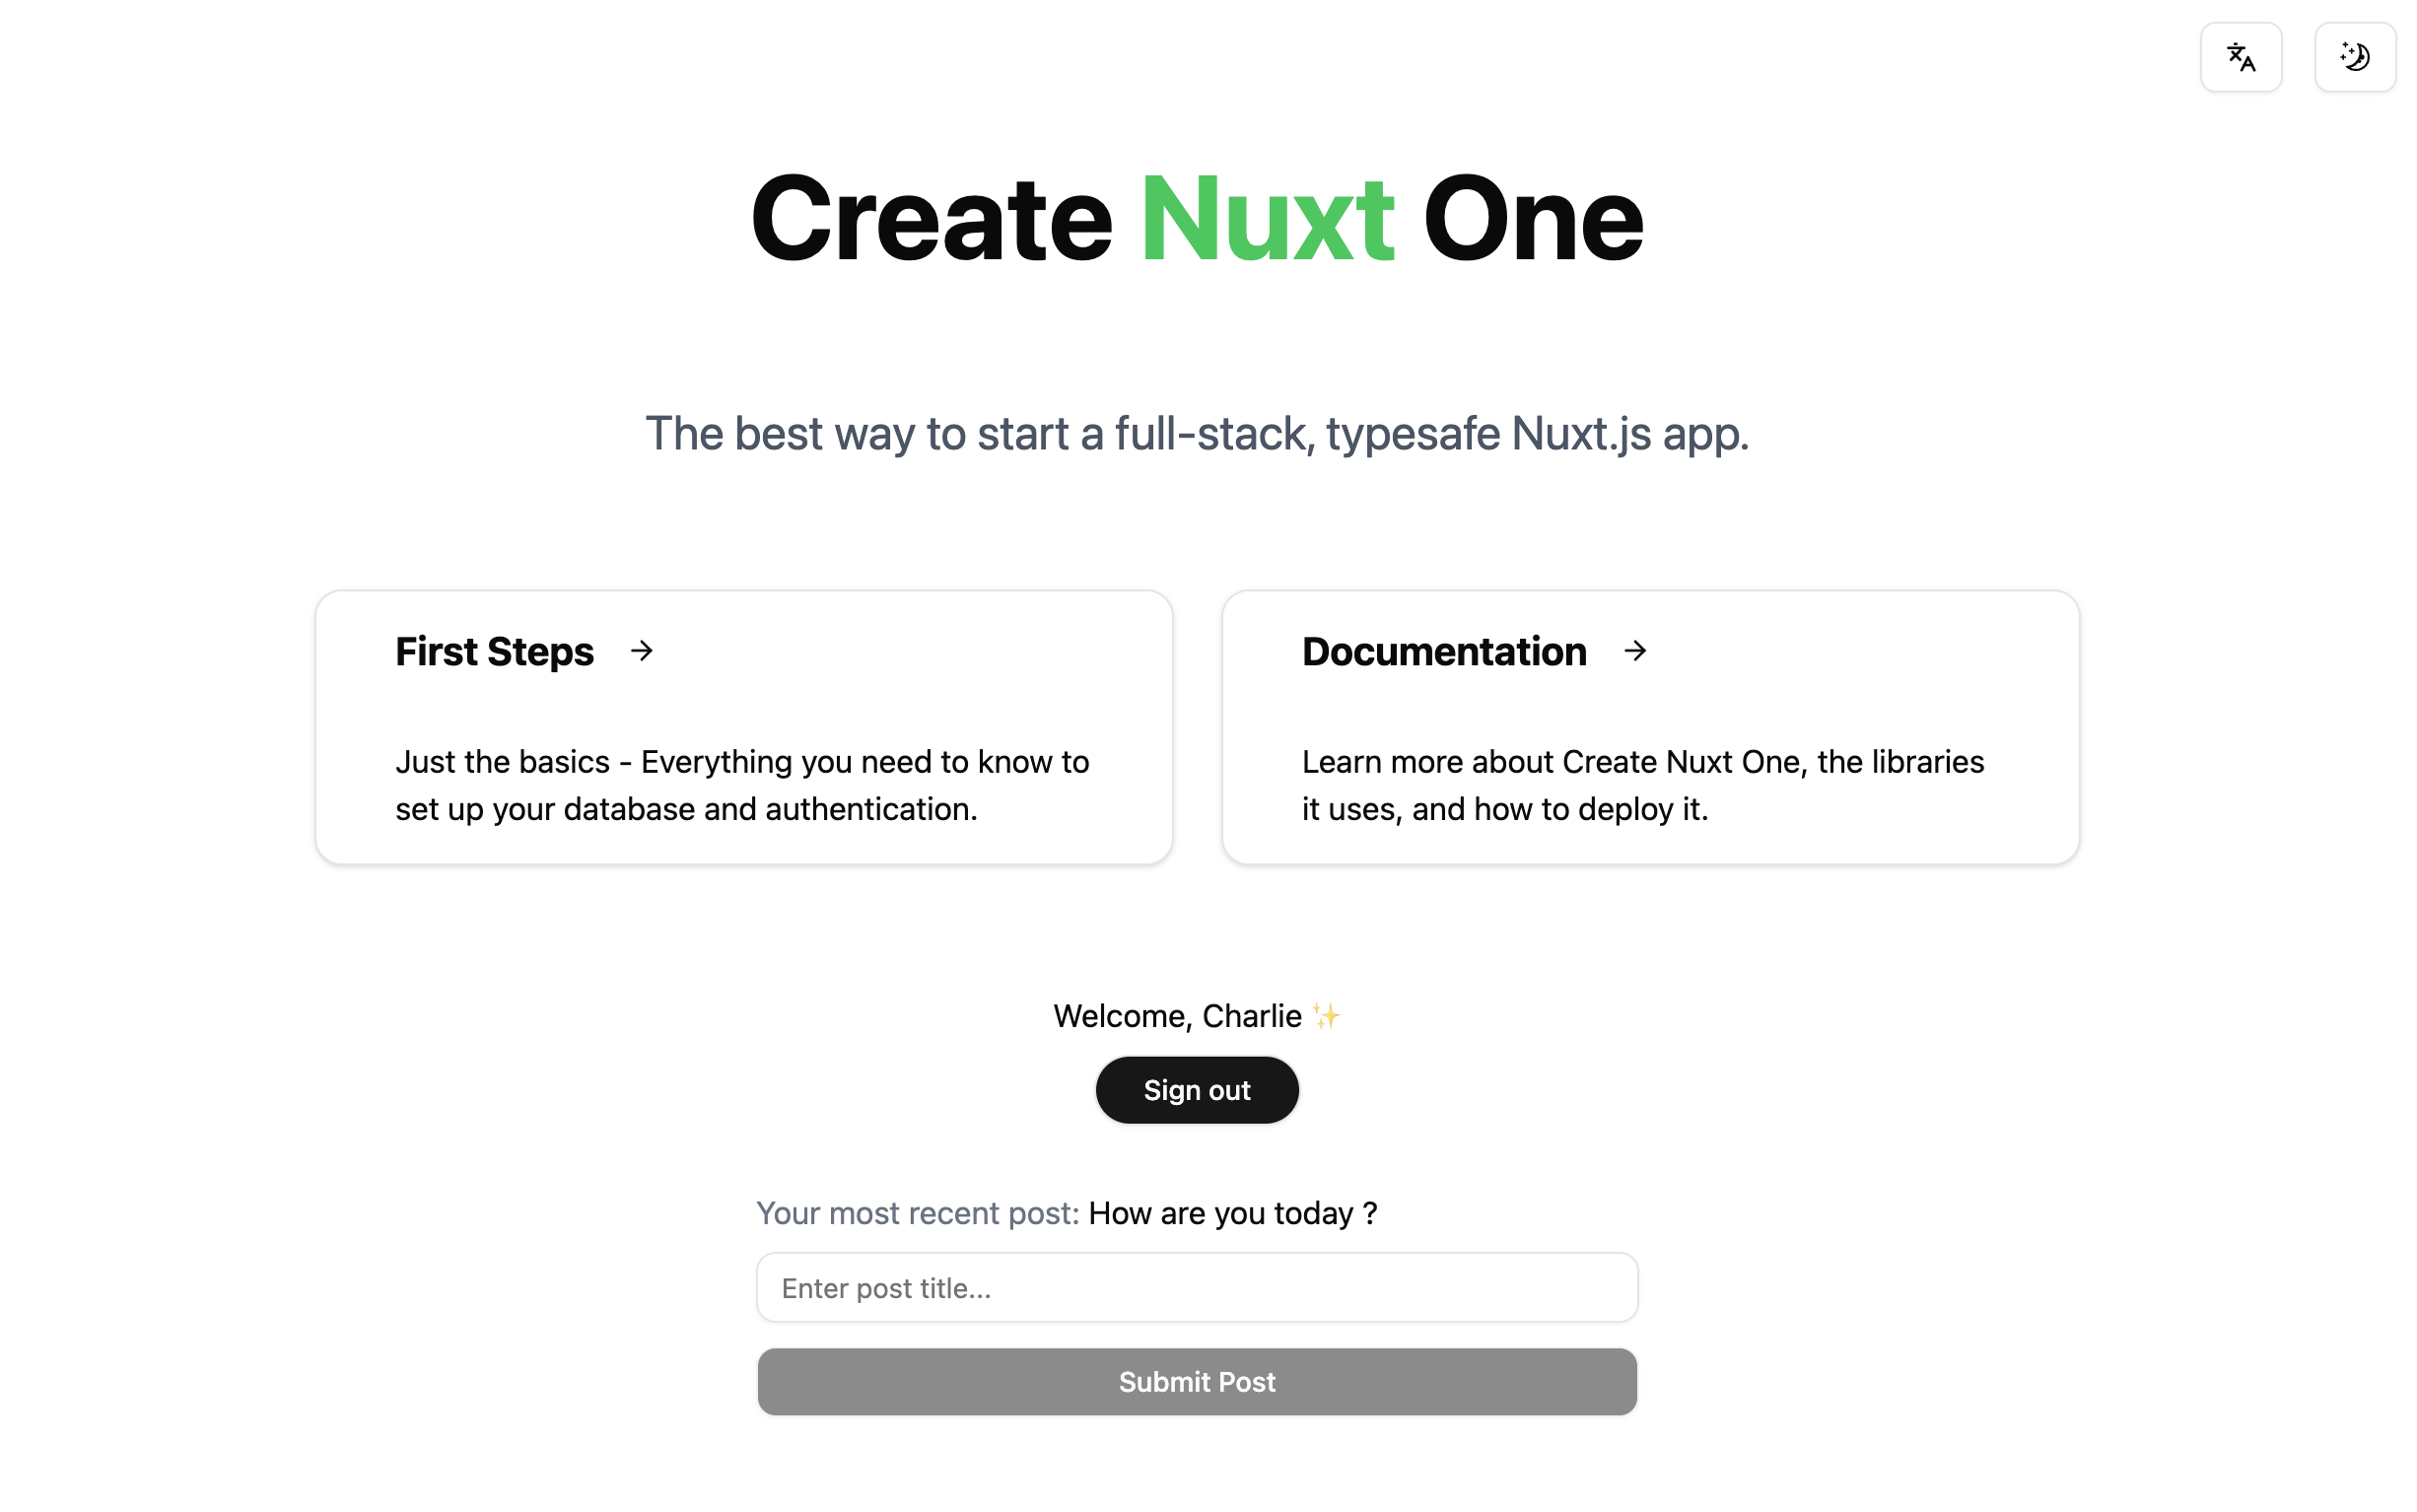 Create Nuxt One
The best way to start a full-stack, typesafe Nuxt.js app.
First Steps →
Just the basics - Everything you need to know to
set up your database and authentication.
Documentation →
Learn more about Create Nuxt One, the libraries
it uses, and how to deploy it.
Welcome, Charlie ✨
Sign out
Your most recent post: How are you today ?
Enter post title...
Submit Post